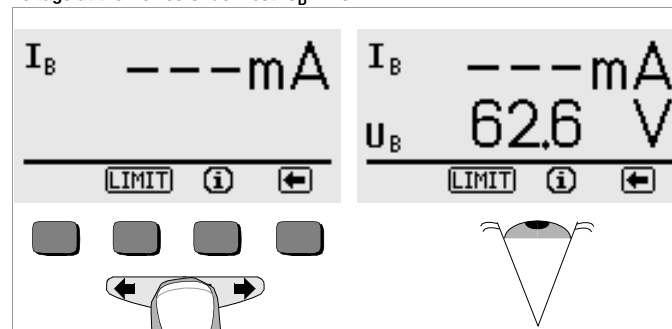 I_B – – – mA
LIMIT i
I_B – – – mA
U_B 62.6 V
LIMIT i